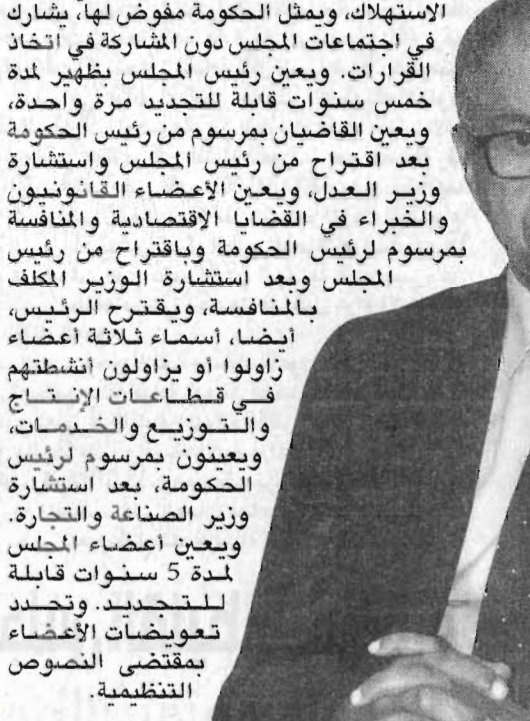 الاستهلاك، ويمثل الحكومة مفوض لها، يشارك
في اجتماعات المجلس دون المشاركة في اتخاذ
القرارات. ويعين رئيس المجلس بظهير لمدة
خمس سنوات قابلة للتجديد مرة واحدة،
ويعين القاضيان بمرسوم من رئيس الحكومة
بعد اقتراح من رئيس المجلس واستشارة
وزير العدل، ويعين الأعضاء القانونيون
والخبراء في القضايا الاقتصادية والمنافسة
بمرسوم لرئيس الحكومة وباقتراح من رئيس
المجلس وبعد استشارة الوزير المكلف
بالمنافسة، ويقترح الرئيس،
أيضا، أسماء ثلاثة أعضاء
زاولوا أو يزاولون أنشطتهم
في قطاعات الإنتاج
والتوزيع والخدمات،
ويعينون بمرسوم لرئيس
الحكومة، بعد استشارة
وزير الصناعة والتجارة.
ويعين أعضاء المجلس
لمدة 5 سنوات قابلة
للتجديد. وتحدد
تعويضات الأعضاء
بمقتضى النصوص
التنظيمية.